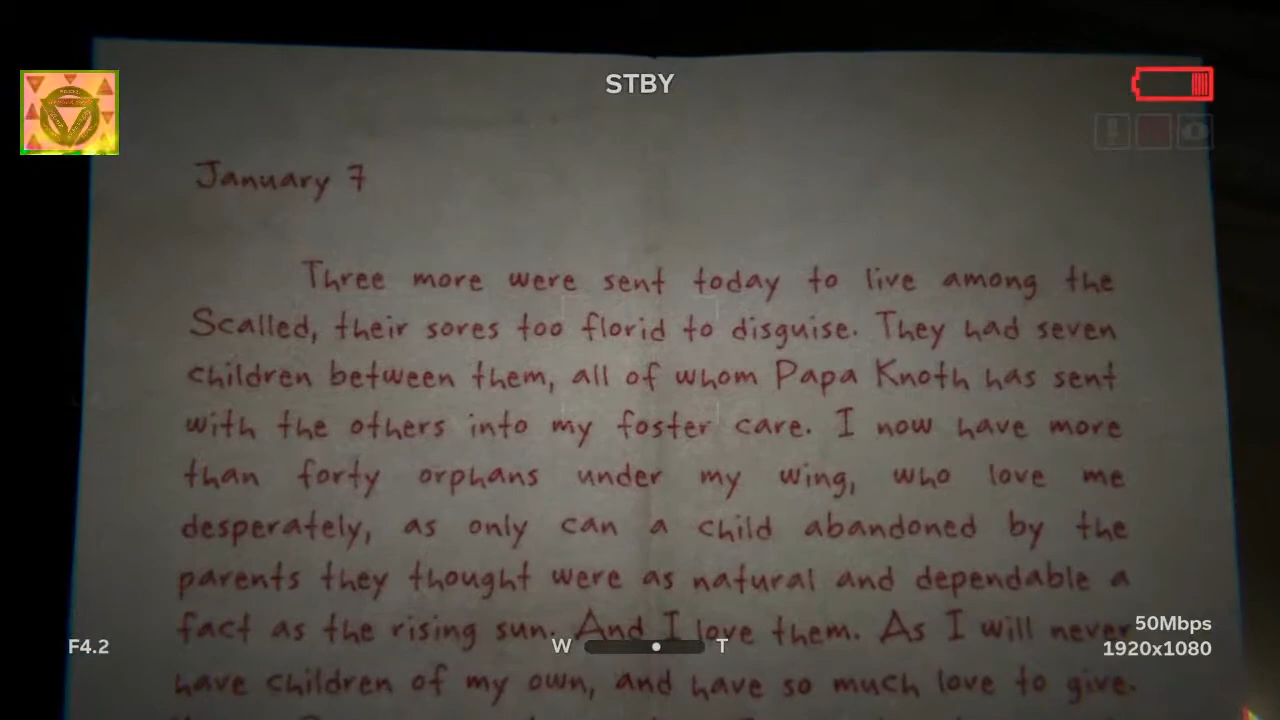 STBY
January 7
Three more were sent today to live among the
Scalled, their sores too florid to disguise. They had seven
children between them, all of whom Papa Knoth has sent
with the others into my foster care. I now have more
than forty orphans under my wing, who love me
desperately, as only can a child abandoned by the
parents they thought were as natural and dependable a
fact as the rising sun. And I love them. As I will never
have children of my own, and have so much love to give.
F4.2
W
T
50Mbps
1920x1080